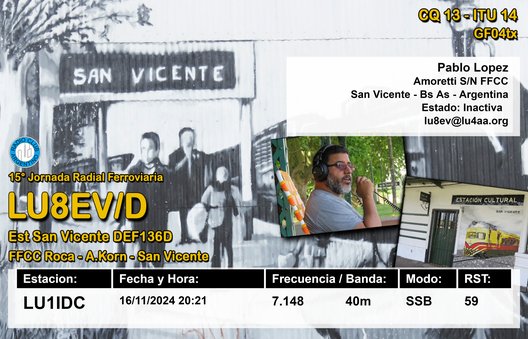 CQ 13 - ITU 14
GF04tx
SAN VICENTE
Pablo Lopez
Amoretti S/N FFCC
San Vicente - Bs As - Argentina
Estado: Inactiva
lu8ev@lu4aa.org
15° Jornada Radial Ferroviaria
LU8EV/D
Est San Vicente DEF136D
FFCC Roca - A.Korn - San Vicente
ESTACION CULTURAL
Estacion: Fecha y Hora: Frecuencia / Banda: Modo: RST:
LU1IDC 16/11/2024 20:21 7.148 40m SSB 59